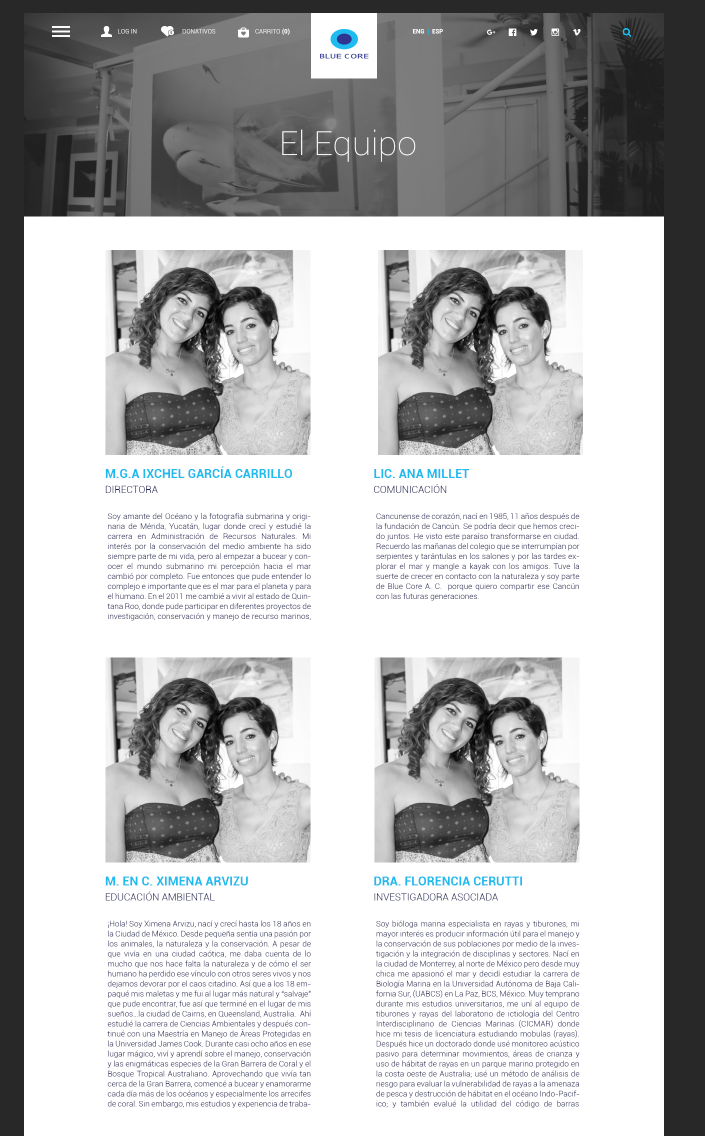 LOG IN DONATIVOS CARRITO (0) ENG | ESP
BLUE CORE
El Equipo
M.G.A IXCHEL GARCÍA CARRILLO
DIRECTORA
Soy amante del Océano y la fotografía submarina y origi-
naria de Mérida, Yucatán, lugar donde crecí y estudié la
carrera en Administración de Recursos Naturales. Mi
interés por la conservación del medio ambiente ha sido
siempre parte de mi vida, pero al empezar a bucear y con-
ocer el mundo submarino mi percepción hacia el mar
cambió por completo. Fue entonces que pude entender lo
complejo e importante que es el mar para el planeta y para
el humano. En el 2011 me cambié a vivir al estado de Quin-
tana Roo, donde pude participar en diferentes proyectos de
investigación, conservación y manejo de recurso marinos,
LIC. ANA MILLET
COMUNICACIÓN
Cancunense de corazón, nací en 1985, 11 años después de
la fundación de Cancún. Se podría decir que hemos creci-
do juntos. He visto este paraíso transformarse en ciudad.
Recuerdo las mañanas del colegio que se interrumpían por
serpientes y tarántulas en los salones y por las tardes ex-
plorar el mar y mangle a kayak con los amigos. Tuve la
suerte de crecer en contacto con la naturaleza y soy parte
de Blue Core A. C. porque quiero compartir ese Cancún
con las futuras generaciones.
M. EN C. XIMENA ARVIZU
EDUCACIÓN AMBIENTAL
¡Hola! Soy Ximena Arvizu, nací y crecí hasta los 18 años en
la Ciudad de México. Desde pequeña sentía una pasión por
los animales, la naturaleza y la conservación. A pesar de
que vivía en una ciudad caótica, me daba cuenta de lo
mucho que nos hace falta la naturaleza y de cómo el ser
humano ha perdido ese vínculo con otros seres vivos y nos
dejamos devorar por el caos citadino. Así que a los 18 em-
paqué mis maletas y me fui al lugar más natural y "salvaje"
que pude encontrar, fue así que terminé en el lugar de mis
sueños...la ciudad de Cairns, en Queensland, Australia. Ahí
estudié la carrera de Ciencias Ambientales y después con-
tinué con una Maestría en Manejo de Áreas Protegidas en
la Universidad James Cook. Durante casi ocho años en ese
lugar mágico, viví y aprendí sobre el manejo, conservación
y las enigmáticas especies de la Gran Barrera de Coral y el
Bosque Tropical Australiano. Aprovechando que vivía tan
cerca de la Gran Barrera, comencé a bucear y enamorarme
cada día más de los océanos y especialmente los arrecifes
de coral. Sin embargo, mis estudios y experiencia de traba-
DRA. FLORENCIA CERUTTI
INVESTIGADORA ASOCIADA
Soy bióloga marina especialista en rayas y tiburones, mi
mayor interés es producir información útil para el manejo y
la conservación de sus poblaciones por medio de la inves-
tigación y la integración de disciplinas y sectores. Nací en
la ciudad de Monterrey, al norte de México pero desde muy
chica me apasionó el mar y decidí estudiar la carrera de
Biología Marina en la Universidad Autónoma de Baja Cali-
fornia Sur, (UABCS) en La Paz, BCS, México. Muy temprano
durante mis estudios universitarios, me uní al equipo de
tiburones y rayas del laboratorio de ictiología del Centro
Interdisciplinario de Ciencias Marinas (CICMAR) donde
hice mi tesis de licenciatura estudiando mobulas (rayas).
Después hice un doctorado donde usé monitoreo acústico
pasivo para determinar movimientos, áreas de crianza y
uso de hábitat de rayas en un parque marino protegido en
la costa oeste de Australia; usé un método de análisis de
riesgo para evaluar la vulnerabilidad de rayas a la amenaza
de pesca y destrucción de hábitat en el océano Indo-Pacíf-
ico; y también evalué la utilidad del código de barras